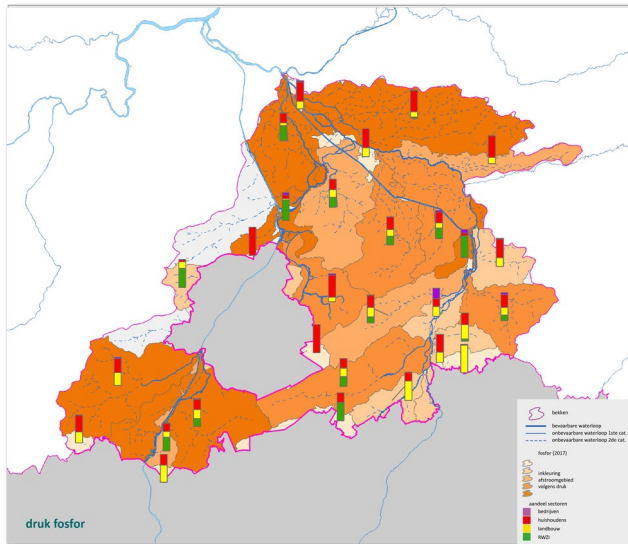 bekken
bevaarbare waterloop
onbevaarbare waterloop 1ste cat.
onbevaarbare waterloop 2de cat.
fosfor (2017)
inkleuring
afstroomgebied
volgens druk
aandeel sectoren
bedrijven
huishoudens
landbouw
RWZI
druk fosfor